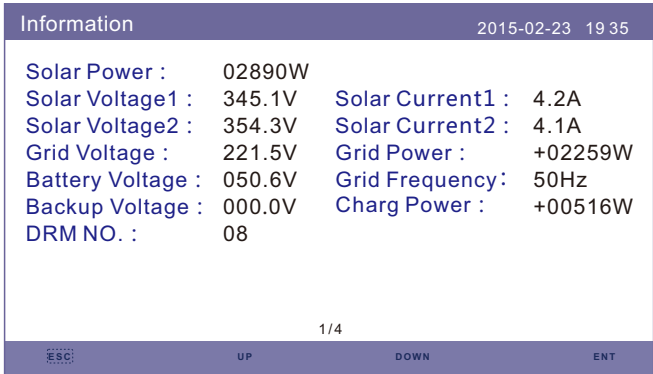 Information 2015-02-23 19 35
Solar Power : 02890W
Solar Voltage1 : 345.1V Solar Current1 : 4.2A
Solar Voltage2 : 354.3V Solar Current2 : 4.1A
Grid Voltage : 221.5V Grid Power : +02259W
Battery Voltage : 050.6V Grid Frequency: 50Hz
Backup Voltage : 000.0V Charg Power : +00516W
DRM NO. : 08
1/4
ESC UP DOWN ENT